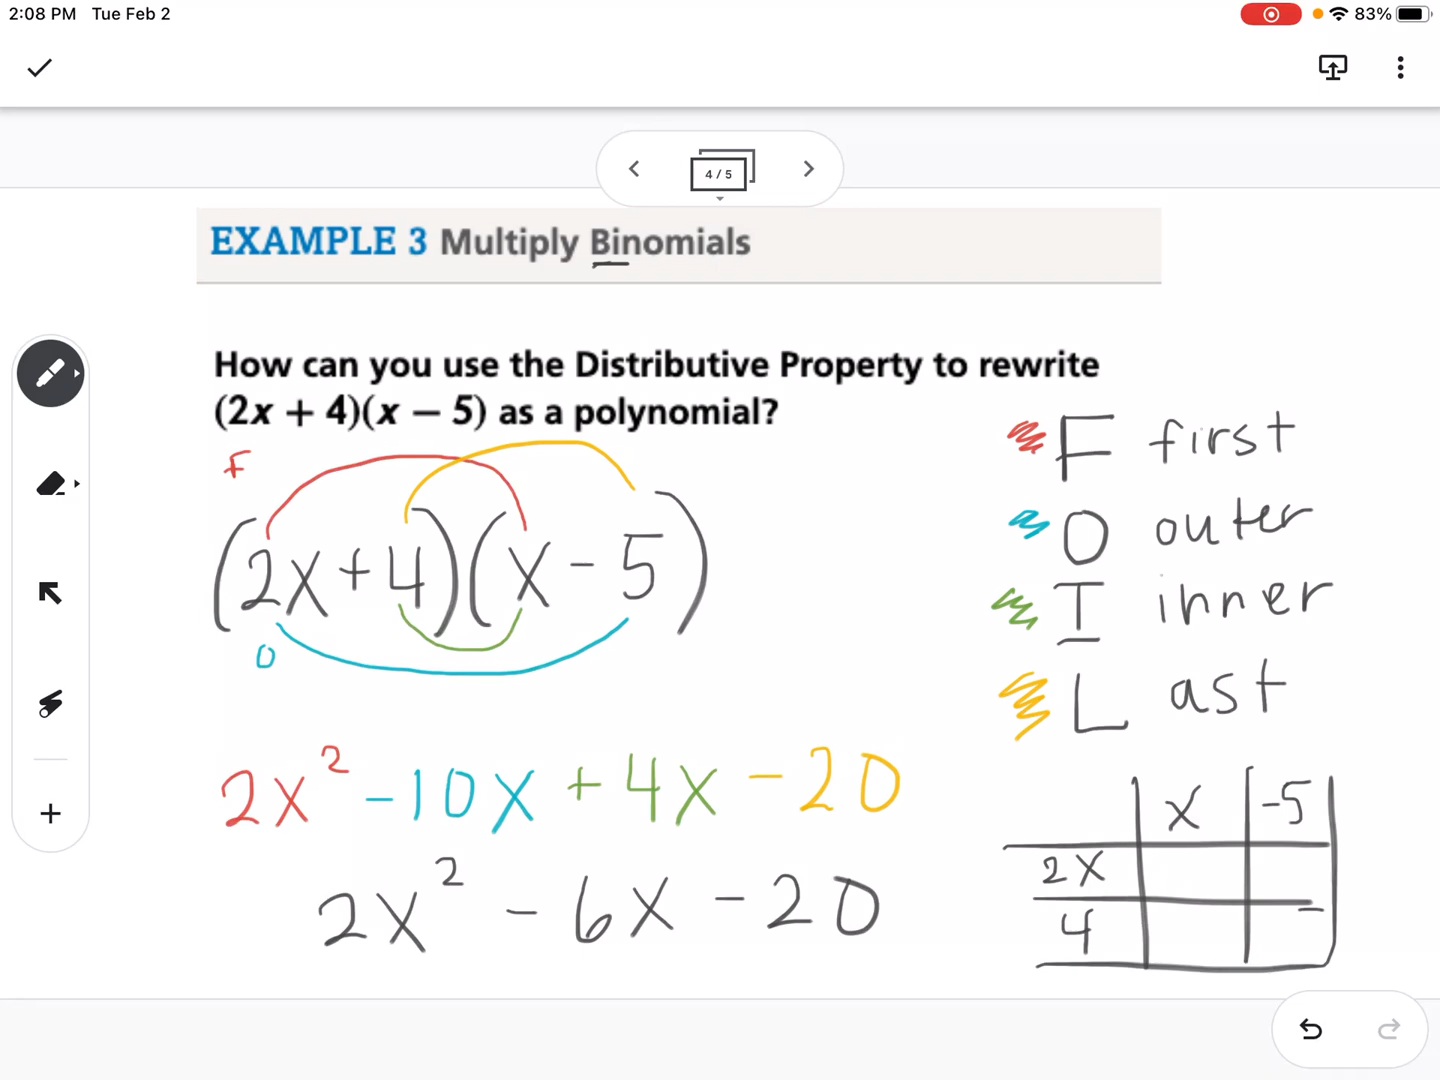 2:08 PM Tue Feb 2 83%
4 / 5
EXAMPLE 3 Multiply Binomials
How can you use the Distributive Property to rewrite
(2x + 4)(x − 5) as a polynomial?
F
(2x+4)(x-5)
O
F first
O outer
I inner
Last
2x² -10x +4x -20
2x² - 6x - 20
x -5
2x
4